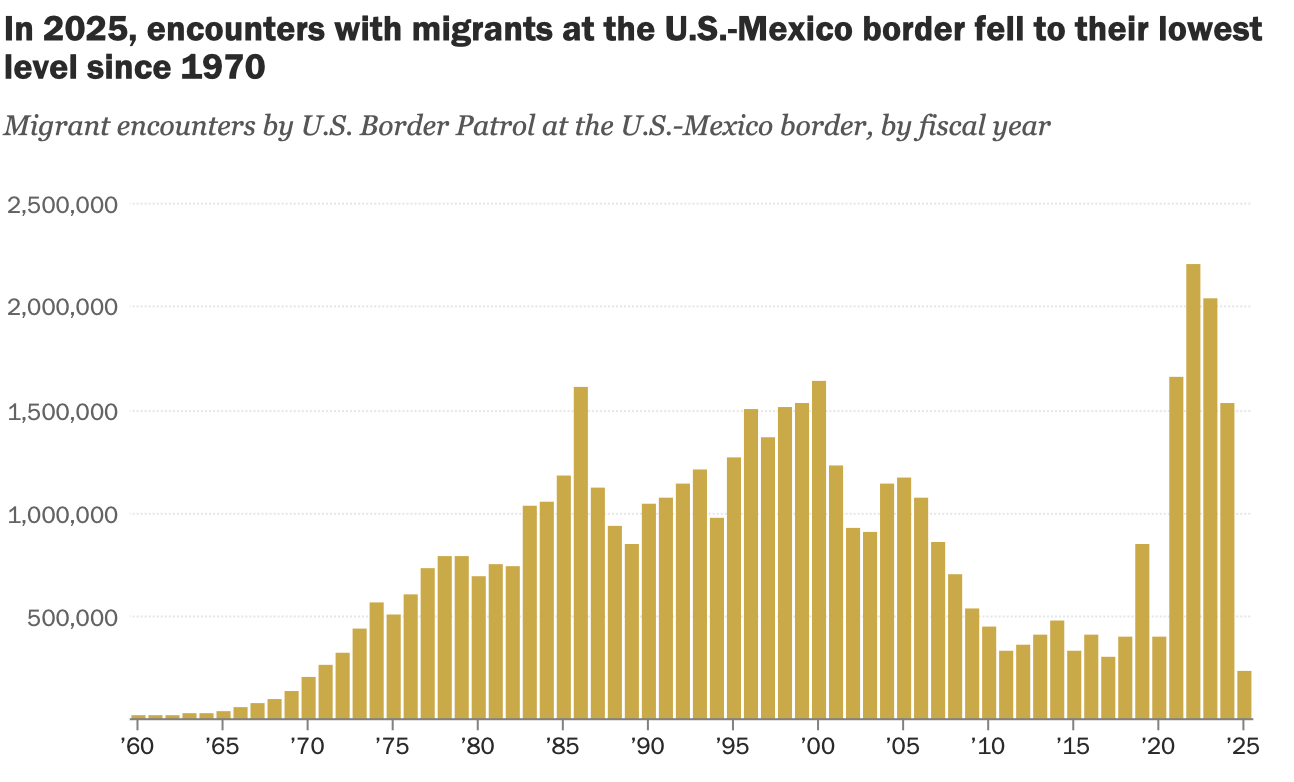 In 2025, encounters with migrants at the U.S.-Mexico border fell to their lowest
level since 1970
Migrant encounters by U.S. Border Patrol at the U.S.-Mexico border, by fiscal year
2,500,000
2,000,000
1,500,000
1,000,000
500,000
’60 ’65 ’70 ’75 ’80 ’85 ’90 ’95 ’00 ’05 ’10 ’15 ’20 ’25